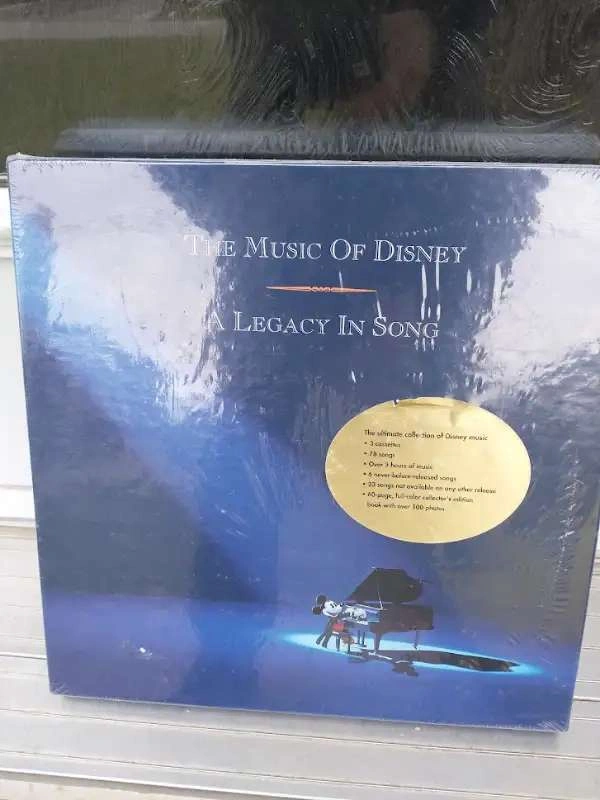 THE MUSIC OF DISNEY
A LEGACY IN SONG
The ultimate collection of Disney music
• 3 cassettes
• 78 songs
• Over 3 hours of music
• 6 never-before-released songs
• 20 songs not available on any other release
• 60-page, full-color collector's edition
book with over 100 photos